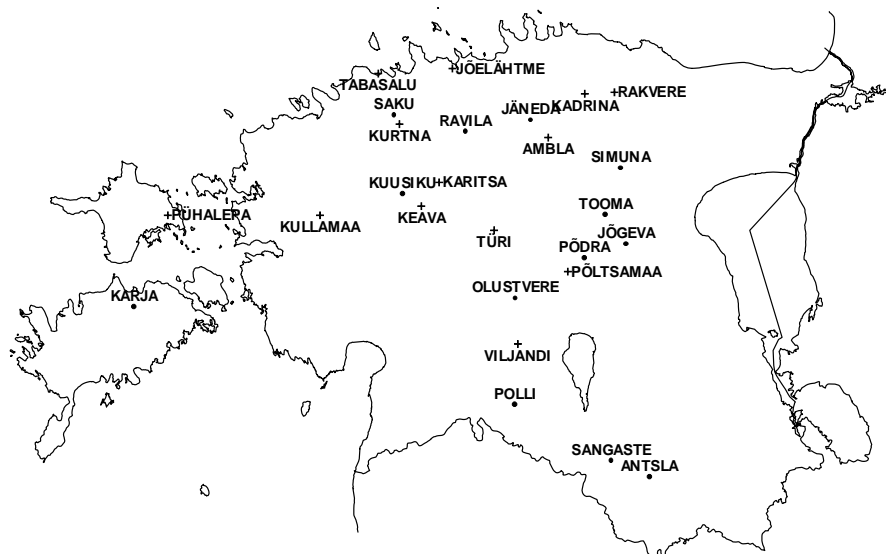 JÕELÄHTME
TABASALU
RAKVERE
KADRINA
SAKU
JÄNEDA
RAVILA
KURTNA
AMBLA
SIMUNA
KUUSIKU
KARITSA
TOOMA
PÜHALEPA
KEAVA
KULLAMAA
JÕGEVA
TÜRI
PÕDRA
PÕLTSAMAA
OLUSTVERE
KARJA
VILJANDI
POLLI
SANGASTE
ANTSLA